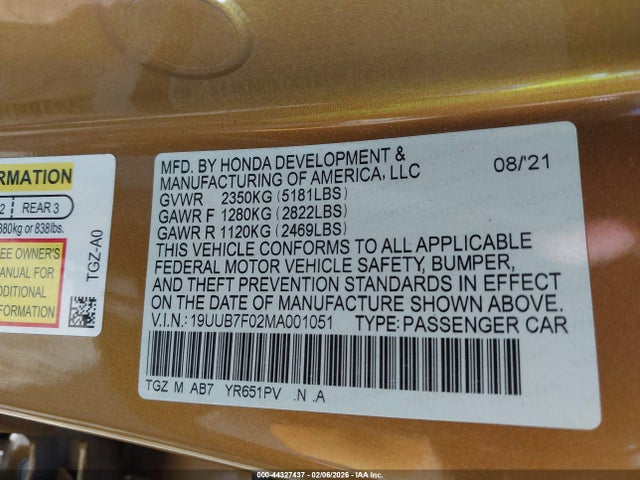 RMATION
2 REAR 3
380kg or 838lbs.
EE OWNER'S
ANUAL FOR
DDITIONAL
FORMATION
TGZ-A0
MFD. BY HONDA DEVELOPMENT & 08/'21
MANUFACTURING OF AMERICA, LLC
GVWR 2350KG (5181LBS)
GAWR F 1280KG (2822LBS)
GAWR R 1120KG (2469LBS)
THIS VEHICLE CONFORMS TO ALL APPLICABLE
FEDERAL MOTOR VEHICLE SAFETY, BUMPER,
AND THEFT PREVENTION STANDARDS IN EFFECT
ON THE DATE OF MANUFACTURE SHOWN ABOVE.
V.I.N.: 19UUB7F02MA001051 TYPE: PASSENGER CAR
TGZ M AB7 YR651PV .N .A
000-44327437 - 02/06/2026 - IAA Inc.